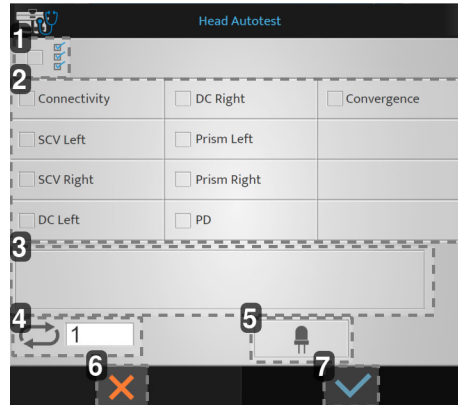 Head Autotest
1
2
Connectivity DC Right Convergence
SCV Left Prism Left
SCV Right Prism Right
DC Left PD
3
4 1 5
6 7